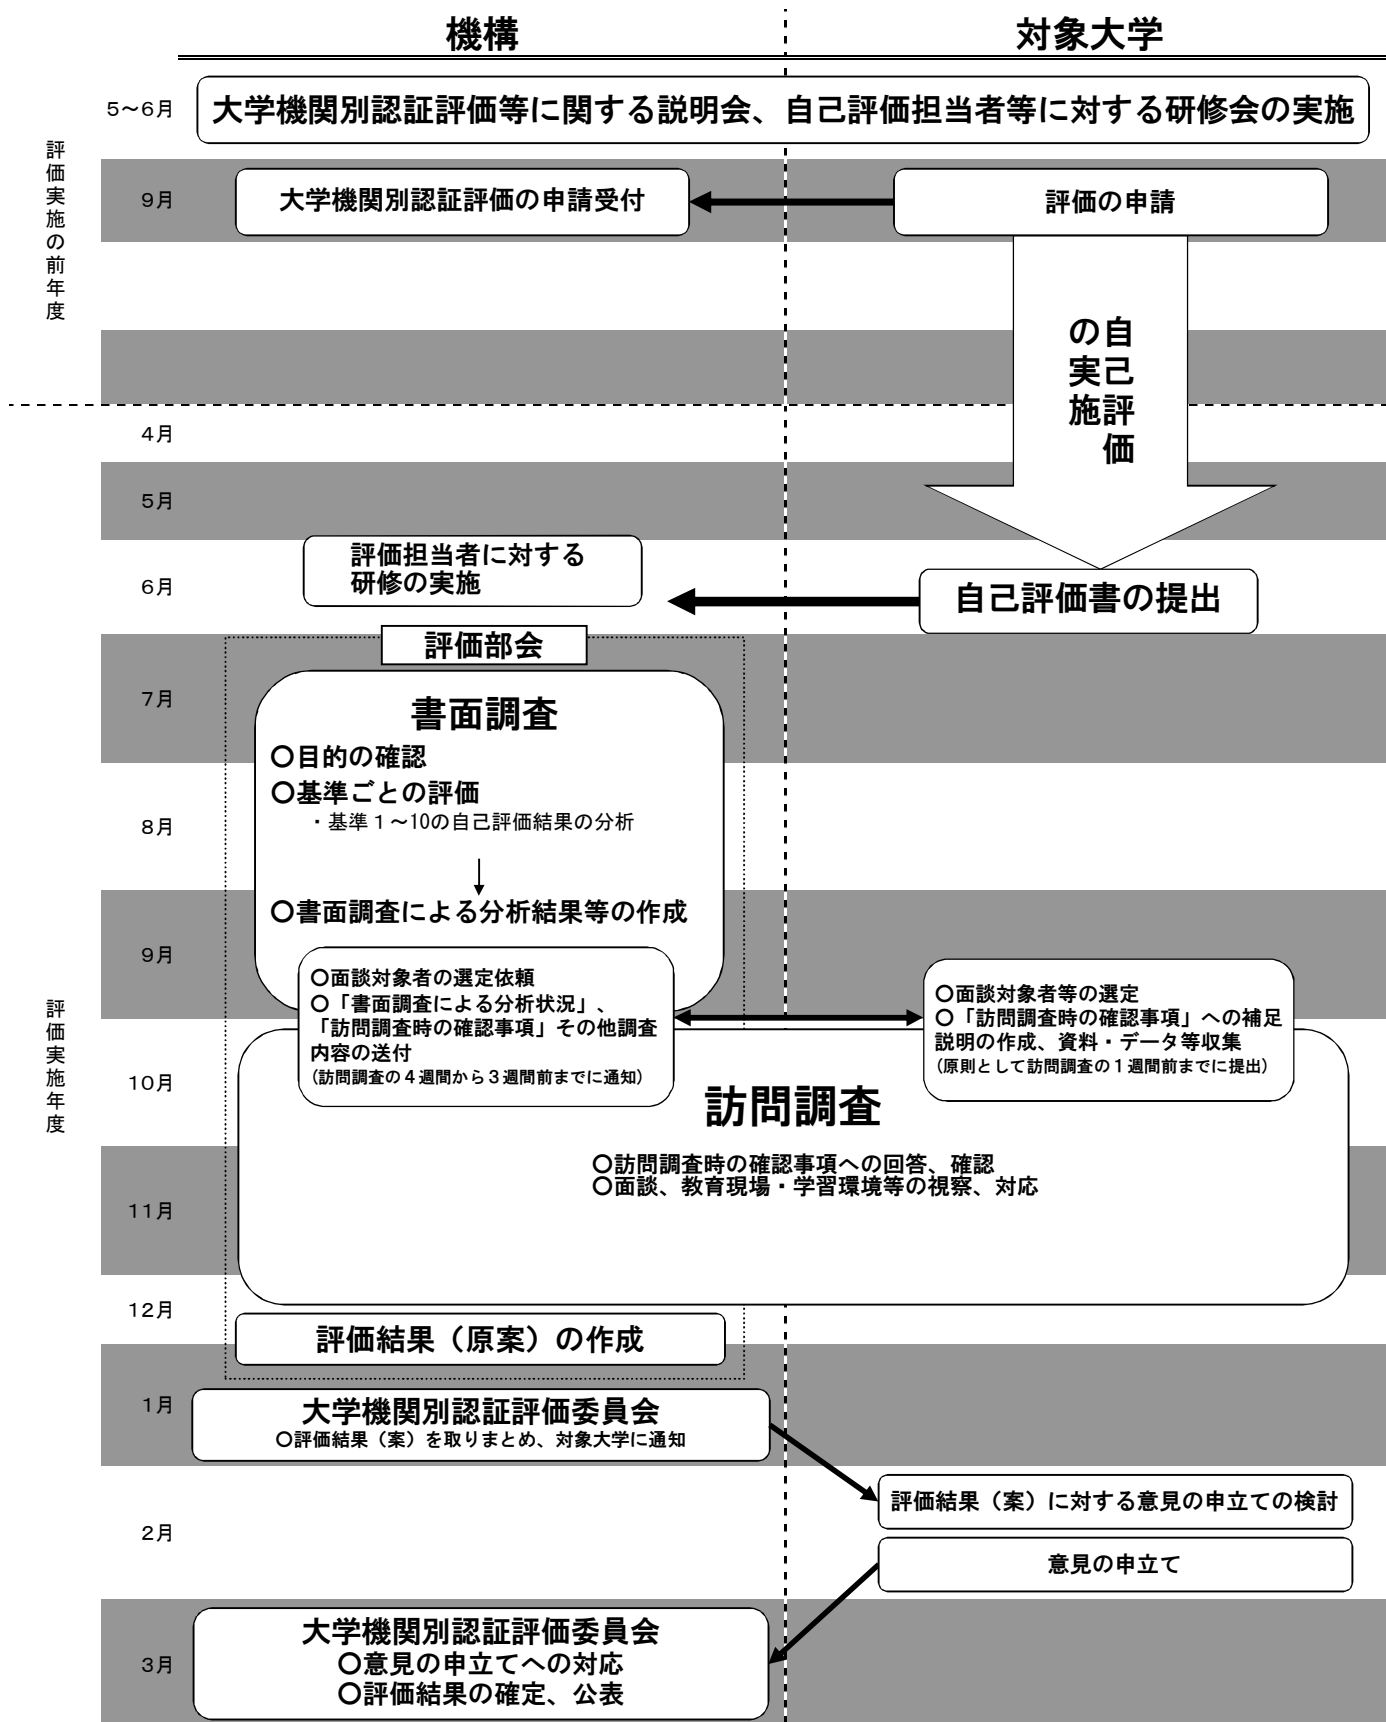 機構
対象大学
評価実施の前年度
5～6月
大学機関別認証評価等に関する説明会、自己評価担当者等に対する研修会の実施
9月
大学機関別認証評価の申請受付
評価の申請
自己評価
の実施
評価実施年度
4月
5月
6月
評価担当者に対する
研修の実施
自己評価書の提出
評価部会
7月
書面調査
○目的の確認
○基準ごとの評価
・基準１～10の自己評価結果の分析
8月
○書面調査による分析結果等の作成
9月
○面談対象者の選定依頼
○「書面調査による分析状況」、
「訪問調査時の確認事項」その他調査
内容の送付
(訪問調査の４週間から３週間前までに通知)
○面談対象者等の選定
○「訪問調査時の確認事項」への補足
説明の作成、資料・データ等収集
(原則として訪問調査の１週間前までに提出)
10月
訪問調査
○訪問調査時の確認事項への回答、確認
○面談、教育現場・学習環境等の視察、対応
11月
12月
評価結果（原案）の作成
1月
大学機関別認証評価委員会
○評価結果（案）を取りまとめ、対象大学に通知
評価結果（案）に対する意見の申立ての検討
2月
意見の申立て
3月
大学機関別認証評価委員会
○意見の申立てへの対応
○評価結果の確定、公表